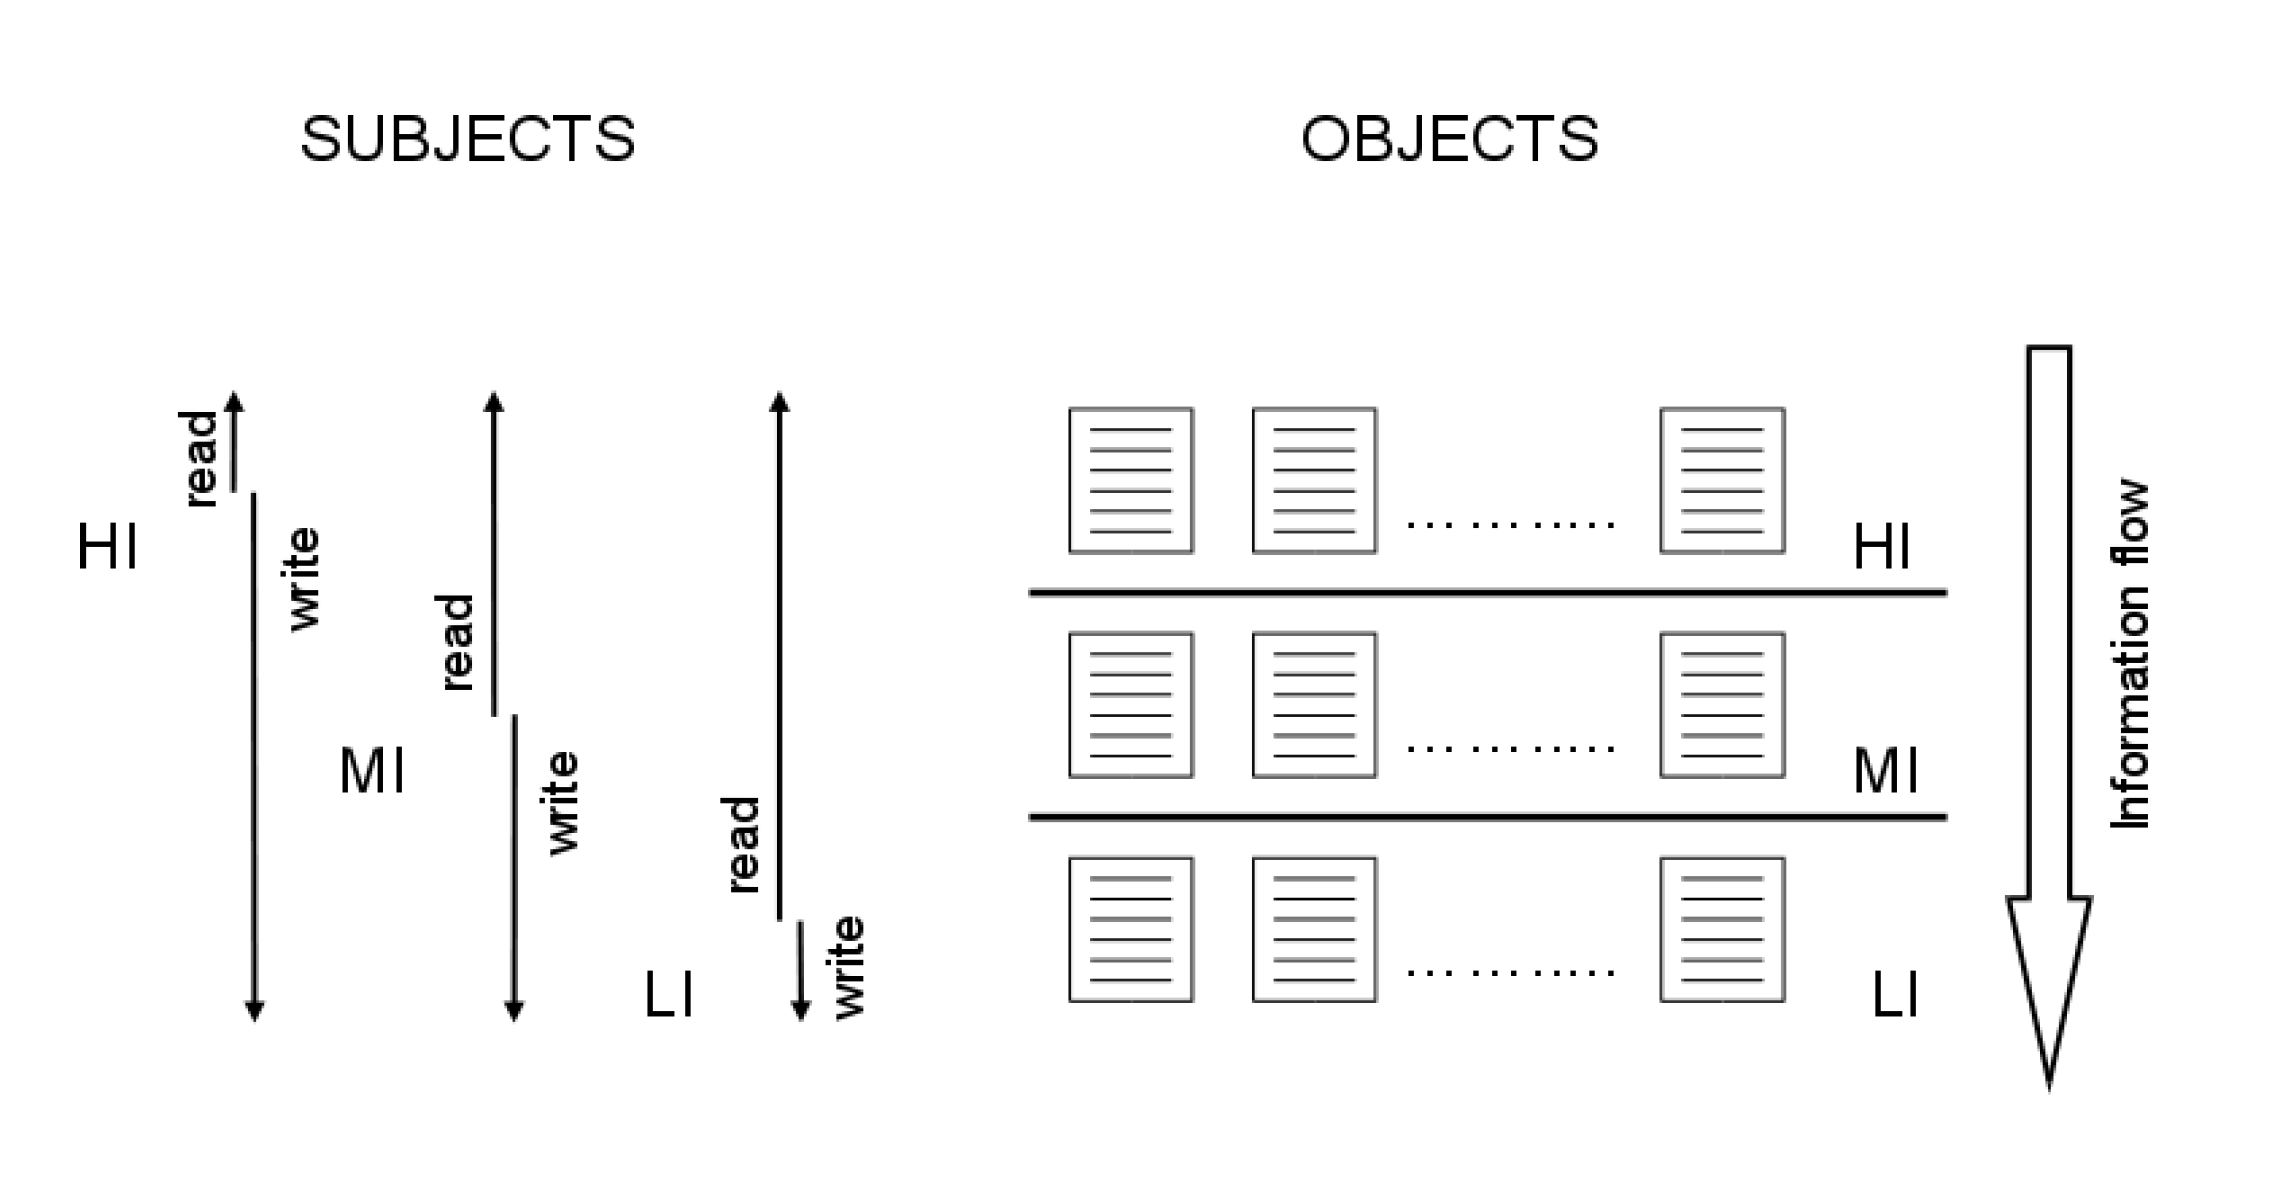 SUBJECTS
OBJECTS
read
write
HI
read
write
MI
read
write
LI
............
HI
............
MI
............
LI
Information flow